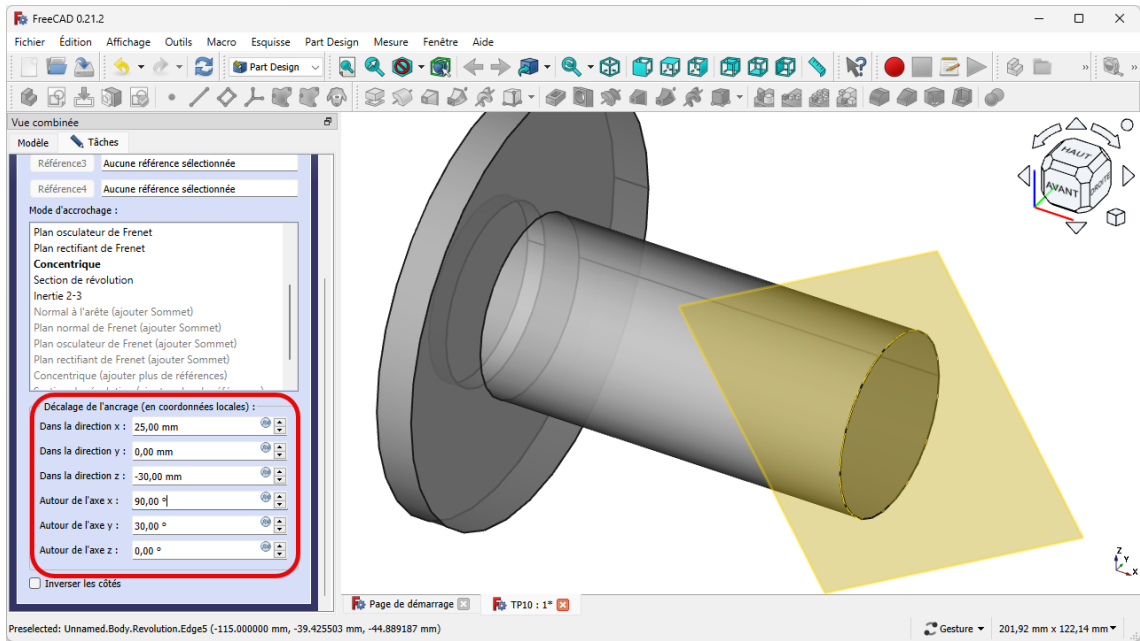 FreeCAD 0.21.2
Fichier Édition Affichage Outils Macro Esquisse Part Design Mesure Fenêtre Aide
Part Design
Vue combinée
Modèle Tâches
Référence3 Aucune référence sélectionnée
Référence4 Aucune référence sélectionnée
Mode d'accrochage :
Plan osculateur de Frenet
Plan rectifiant de Frenet
Concentrique
Section de révolution
Inertie 2-3
Normal à l'arête (ajouter Sommet)
Plan normal de Frenet (ajouter Sommet)
Plan osculateur de Frenet (ajouter Sommet)
Plan rectifiant de Frenet (ajouter Sommet)
Concentrique (ajouter plus de références)
Décalage de l'ancrage (en coordonnées locales) :
Dans la direction x : 25,00 mm
Dans la direction y : 0,00 mm
Dans la direction z : -30,00 mm
Autour de l'axe x : 90,00 °
Autour de l'axe y : 30,00 °
Autour de l'axe z : 0,00 °
Inverser les côtés
HAUT
AVANT
DROITE
Z
Y
X
Page de démarrage
TP10 : 1*
Preselected: Unnamed.Body.Revolution.Edge5 (-115.000000 mm, -39.425503 mm, -44.889187 mm)
Gesture
201,92 mm x 122,14 mm